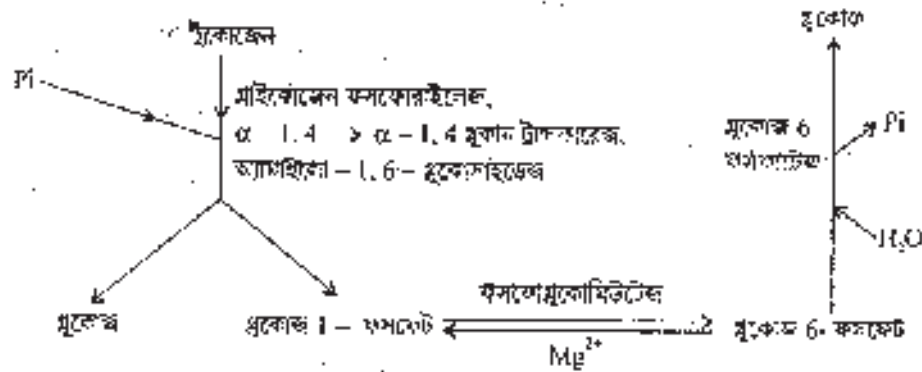 গ্লুকোজ
Pi
গ্লাইকোজেন ফসফোরাইলেজ,
α 1, 4 > α – 1, 4 গ্লুকান ট্রান্সফারেজ,
অ্যামাইলো – 1, 6 – গ্লুকোসাইডেজ
গ্লুকোজ 6
ফসফাটেজ
Pi
H₂O
গ্লুকোজ
গ্লুকোজ 1 – ফসফেট
ফসফোগ্লুকোমিউটেজ
Mg²⁺
গ্লুকোজ 6- ফসফেট